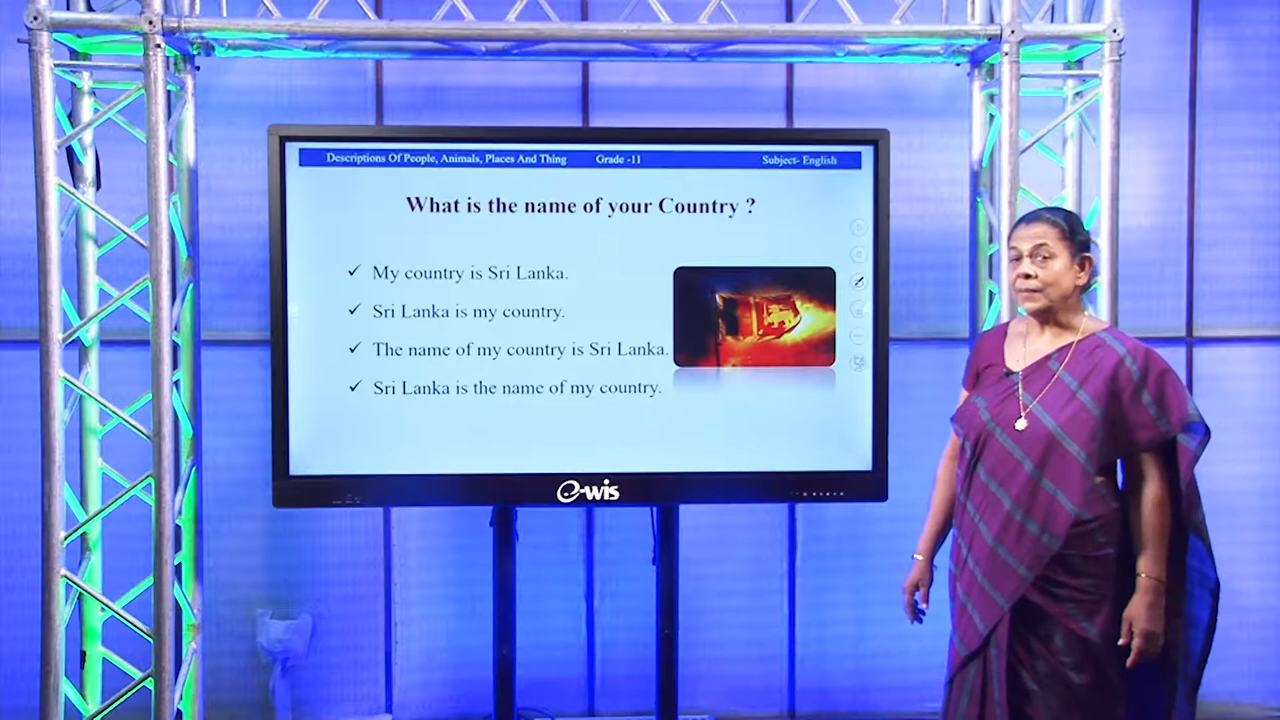 Descriptions Of People, Animals, Places And Thing Grade -11 Subject- English
What is the name of your Country ?
✓ My country is Sri Lanka.
✓ Sri Lanka is my country.
✓ The name of my country is Sri Lanka.
✓ Sri Lanka is the name of my country.
e-wis